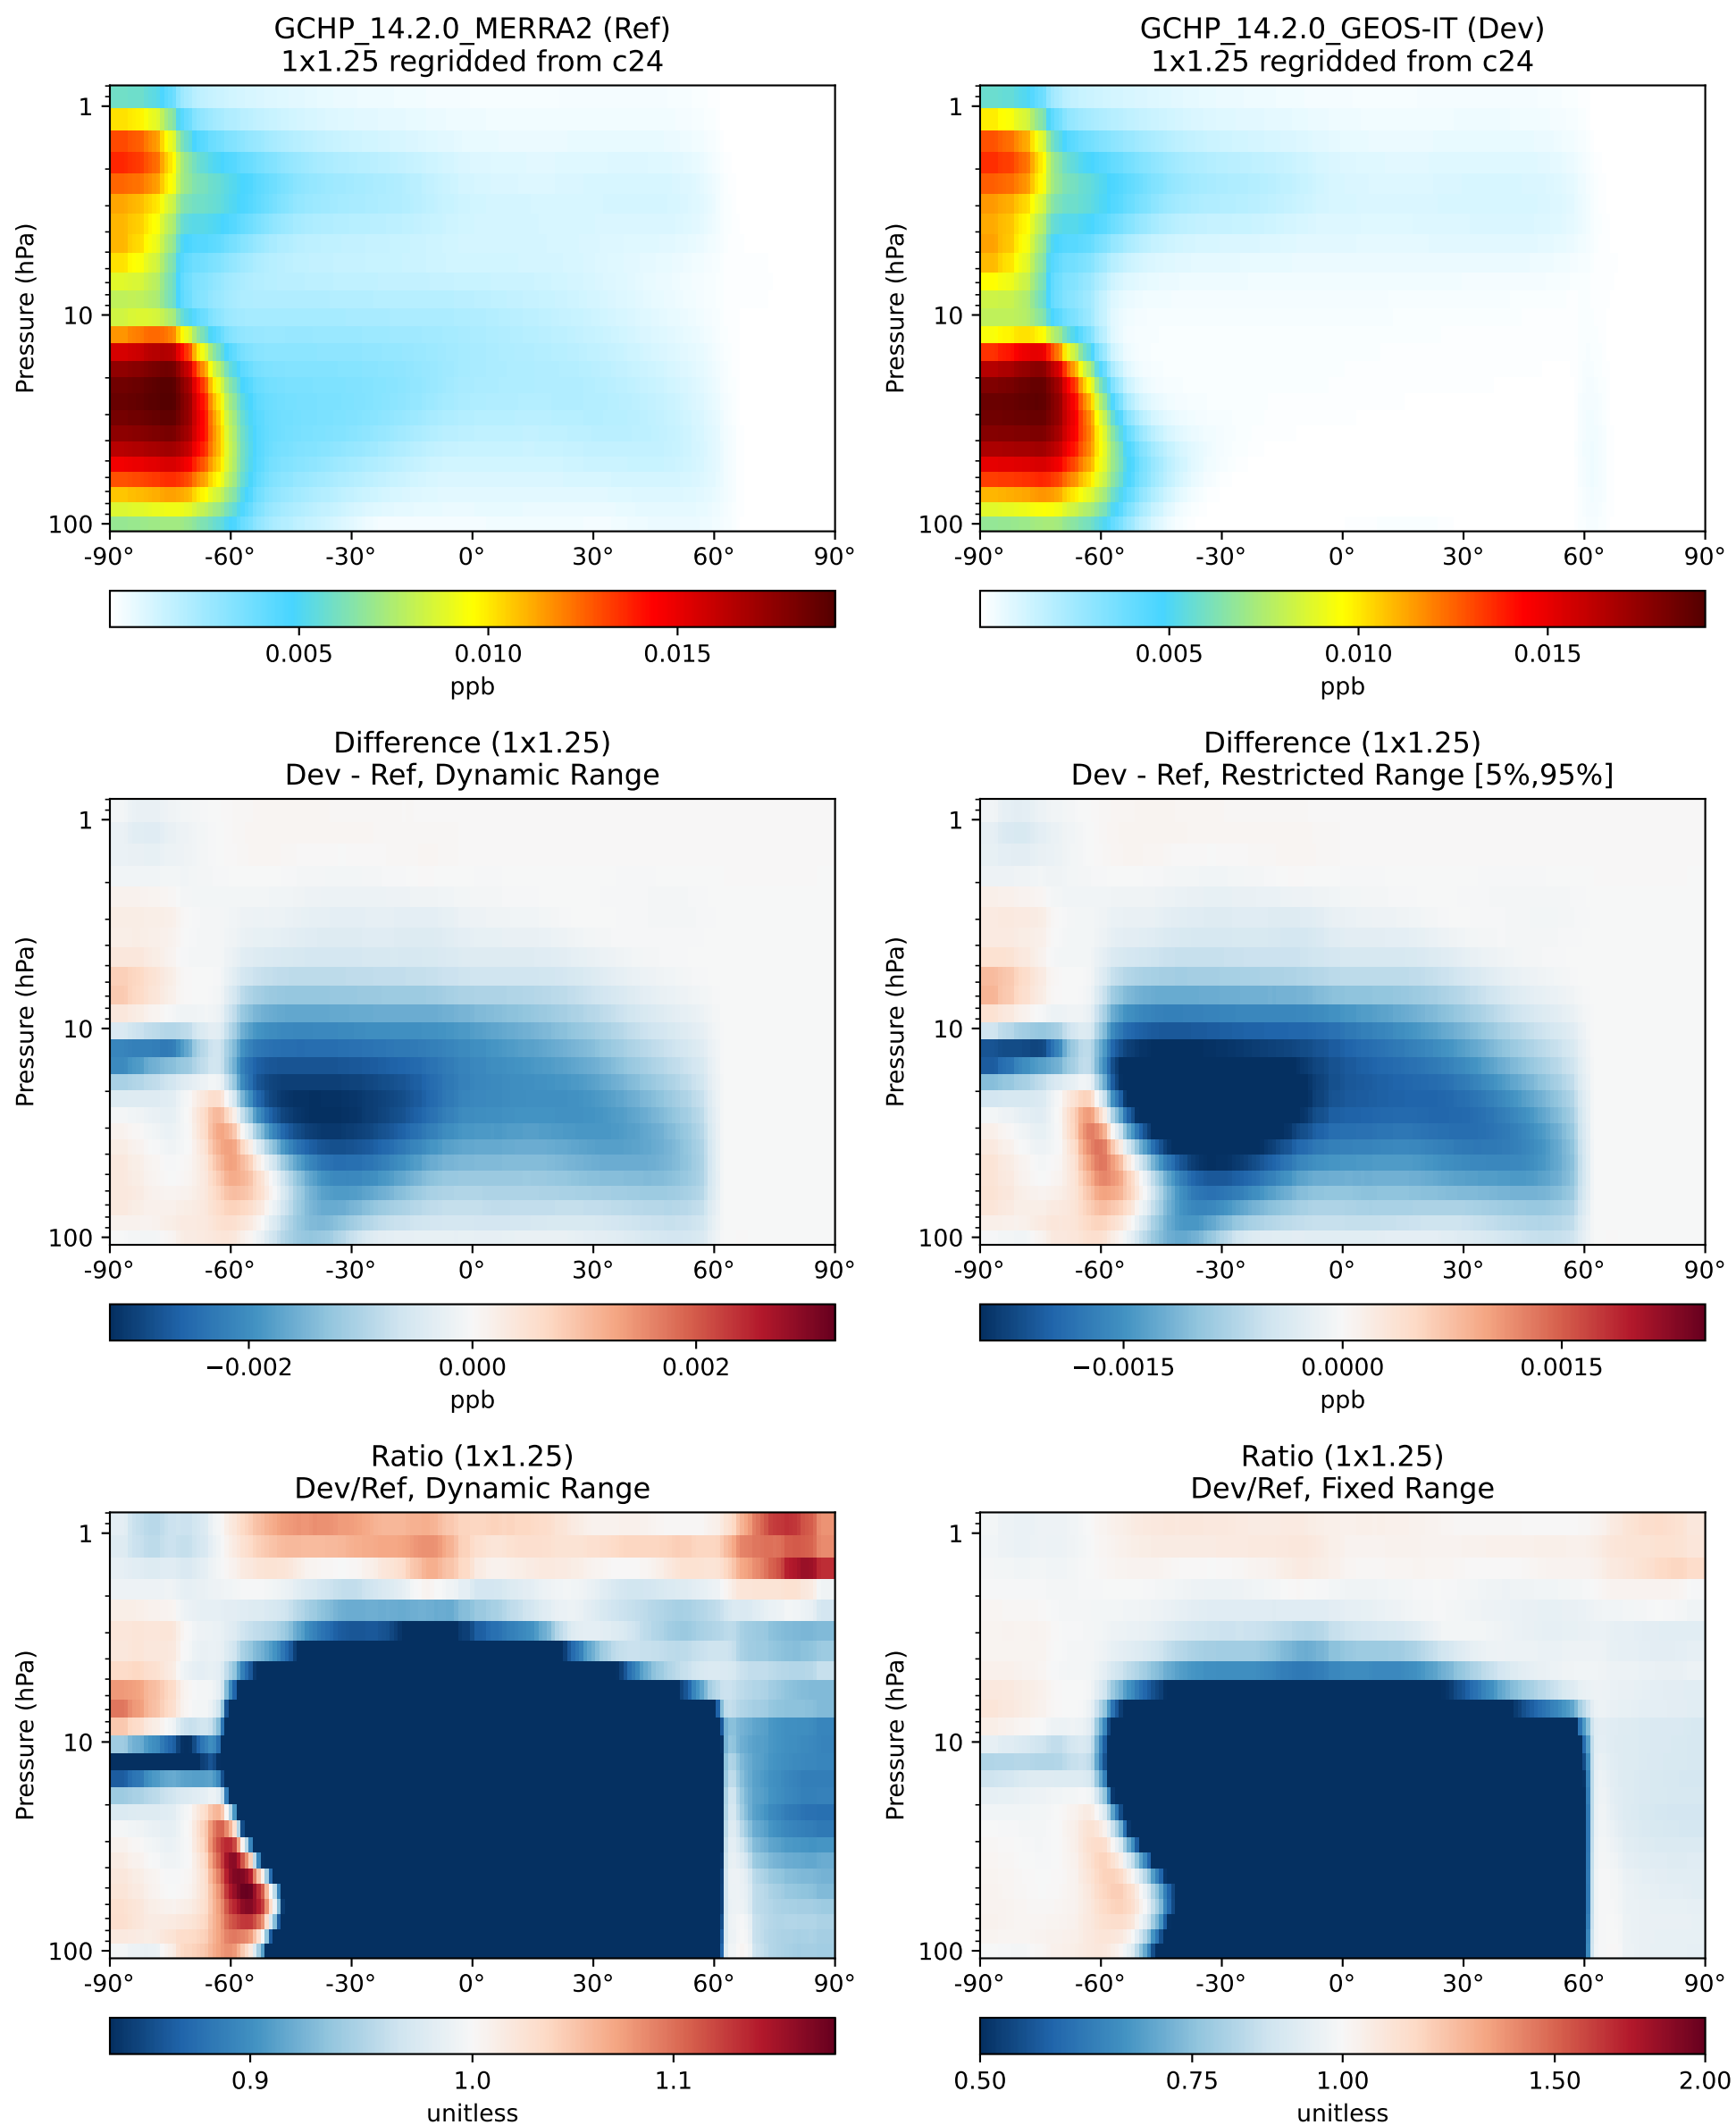 GCHP_14.2.0_MERRA2 (Ref)
1x1.25 regridded from c24
Pressure (hPa)
1
10
100
-90° -60° -30° 0° 30° 60° 90°
0.005 0.010 0.015
ppb
GCHP_14.2.0_GEOS-IT (Dev)
1x1.25 regridded from c24
Pressure (hPa)
1
10
100
-90° -60° -30° 0° 30° 60° 90°
0.005 0.010 0.015
ppb
Difference (1x1.25)
Dev - Ref, Dynamic Range
Pressure (hPa)
1
10
100
-90° -60° -30° 0° 30° 60° 90°
−0.002 0.000 0.002
ppb
Difference (1x1.25)
Dev - Ref, Restricted Range [5%,95%]
Pressure (hPa)
1
10
100
-90° -60° -30° 0° 30° 60° 90°
−0.0015 0.0000 0.0015
ppb
Ratio (1x1.25)
Dev/Ref, Dynamic Range
Pressure (hPa)
1
10
100
-90° -60° -30° 0° 30° 60° 90°
0.9 1.0 1.1
unitless
Ratio (1x1.25)
Dev/Ref, Fixed Range
Pressure (hPa)
1
10
100
-90° -60° -30° 0° 30° 60° 90°
0.50 0.75 1.00 1.50 2.00
unitless